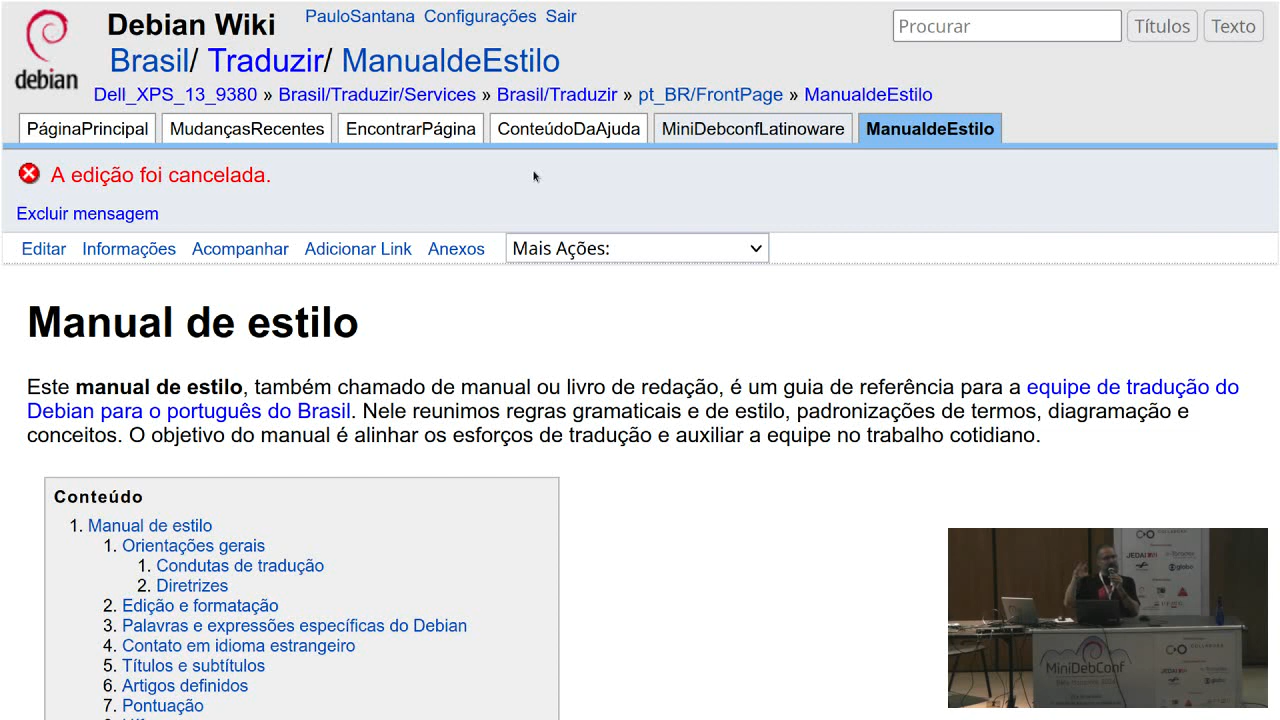 debian
Debian Wiki
PauloSantana Configurações Sair
Procurar
Títulos
Texto
Brasil/ Traduzir/ ManualdeEstilo
Dell_XPS_13_9380 » Brasil/Traduzir/Services » Brasil/Traduzir » pt_BR/FrontPage » ManualdeEstilo
PáginaPrincipal MudançasRecentes EncontrarPágina ConteúdoDaAjuda MiniDebconfLatinoware ManualdeEstilo
A edição foi cancelada.
Excluir mensagem
Editar Informações Acompanhar Adicionar Link Anexos Mais Ações:
Manual de estilo
Este manual de estilo, também chamado de manual ou livro de redação, é um guia de referência para a equipe de tradução do
Debian para o português do Brasil. Nele reunimos regras gramaticais e de estilo, padronizações de termos, diagramação e
conceitos. O objetivo do manual é alinhar os esforços de tradução e auxiliar a equipe no trabalho cotidiano.
Conteúdo
1. Manual de estilo
1. Orientações gerais
1. Condutas de tradução
2. Diretrizes
2. Edição e formatação
3. Palavras e expressões específicas do Debian
4. Contato em idioma estrangeiro
5. Títulos e subtítulos
6. Artigos definidos
7. Pontuação
COLLABORA
JEDAI
globo
MiniDebConf
COLLABORA
JEDAI
globo